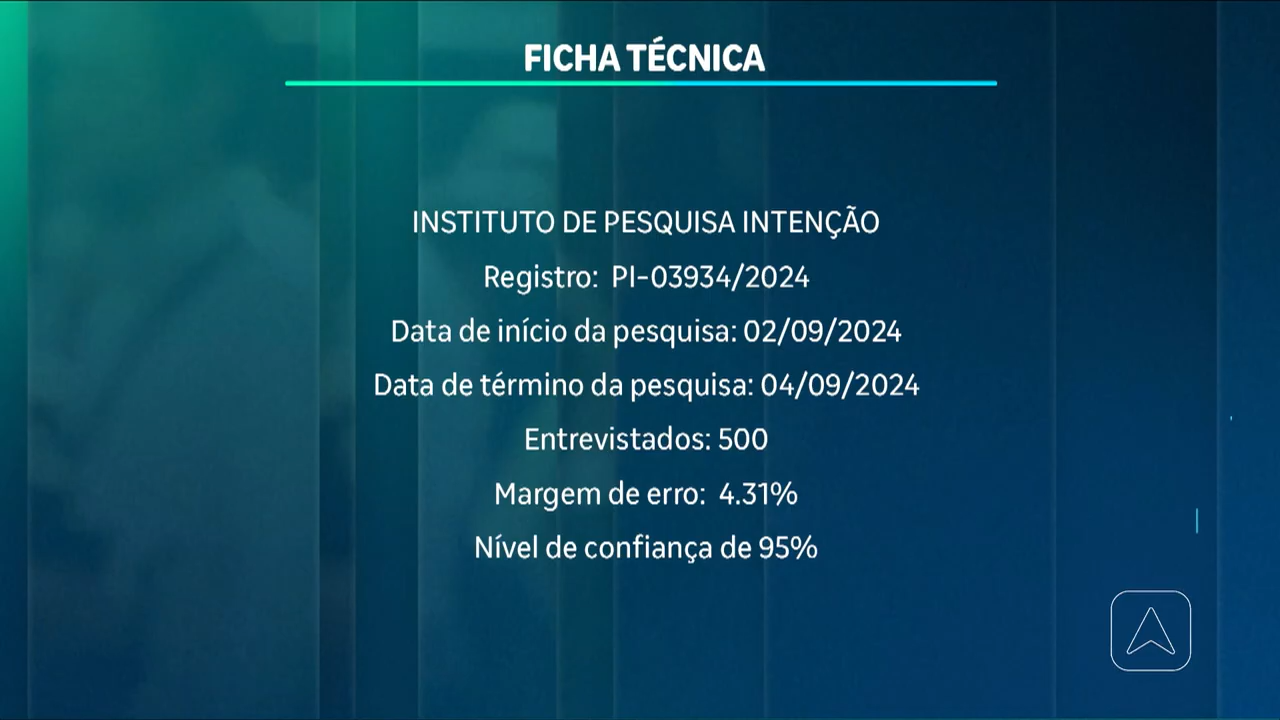 FICHA TÉCNICA
INSTITUTO DE PESQUISA INTENÇÃO
Registro: PI-03934/2024
Data de início da pesquisa: 02/09/2024
Data de término da pesquisa: 04/09/2024
Entrevistados: 500
Margem de erro: 4.31%
Nível de confiança de 95%